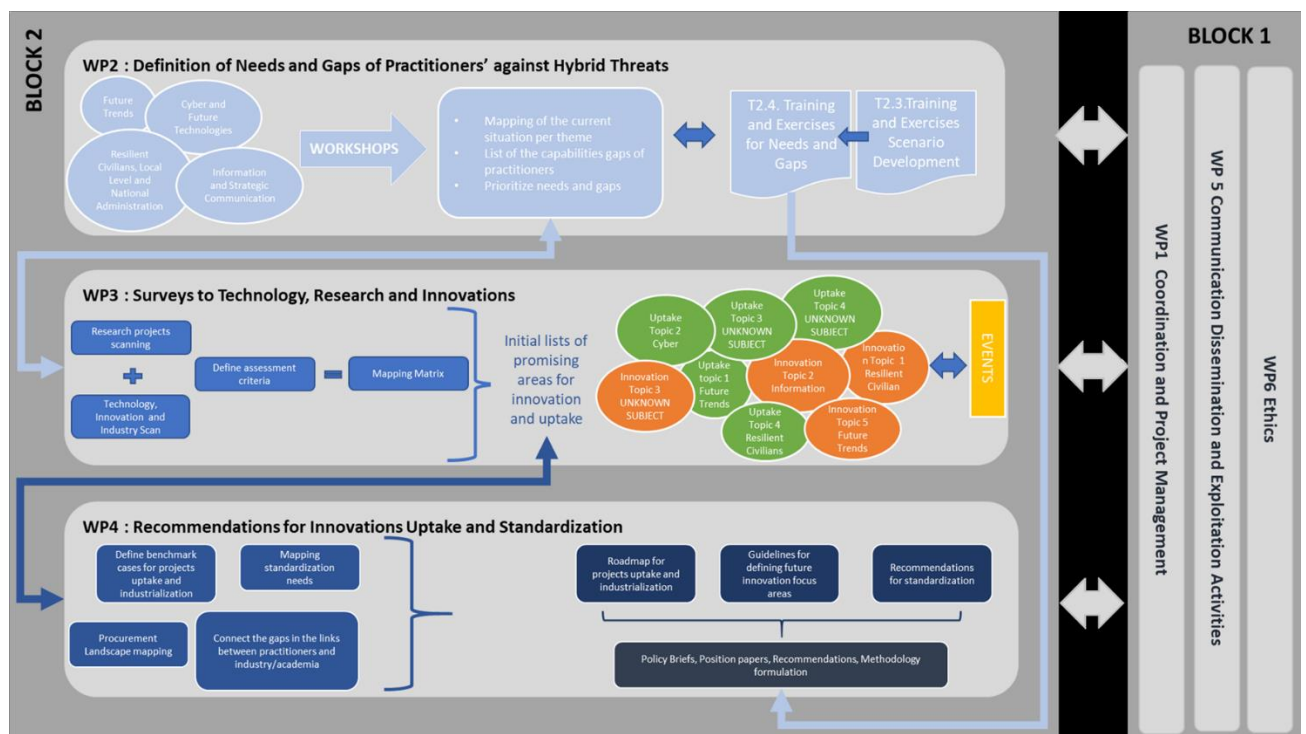 BLOCK 2
WP2 : Definition of Needs and Gaps of Practitioners' against Hybrid Threats
Future
Trends
Cyber and
Future
Technologies
Resilient
Civilians, Local
Level and
National
Administration
Information
and Strategic
Communication
WORKSHOPS
• Mapping of the current
situation per theme
• List of the capabilities gaps of
practitioners
• Prioritize needs and gaps
T2.4. Training
and Exercises
for Needs and
Gaps
T2.3.Training
and Exercises
Scenario
Development
WP3 : Surveys to Technology, Research and Innovations
Research projects
scanning
Technology,
Innovation and
Industry Scan
Define assessment
criteria
Mapping Matrix
Initial lists of
promising
areas for
innovation
and uptake
Uptake
Topic 2
Cyber
Uptake
Topic 3
UNKNOWN
SUBJECT
Uptake
Topic 4
UNKNOWN
SUBJECT
Innovation
Topic 3
UNKNOWN
SUBJECT
Uptake
topic 1
Future
Trends
Innovation
Topic 2
Information
Innovatio
n Topic 1
Resilient
Civilian
Uptake
Topic 4
Resilient
Civilians
Innovation
Topic 5
Future
Trends
EVENTS
WP4 : Recommendations for Innovations Uptake and Standardization
Define benchmark
cases for projects
uptake and
industrialization
Mapping
standardization
needs
Procurement
Landscape mapping
Connect the gaps in the links
between practitioners and
industry/academia
Roadmap for
projects uptake and
industrialization
Guidelines for
defining future
innovation focus
areas
Recommendations
for standardization
Policy Briefs, Position papers, Recommendations, Methodology
formulation
BLOCK 1
WP1 Coordination and Project Management
WP 5 Communication Dissemination and Exploitation Activities
WP6 Ethics